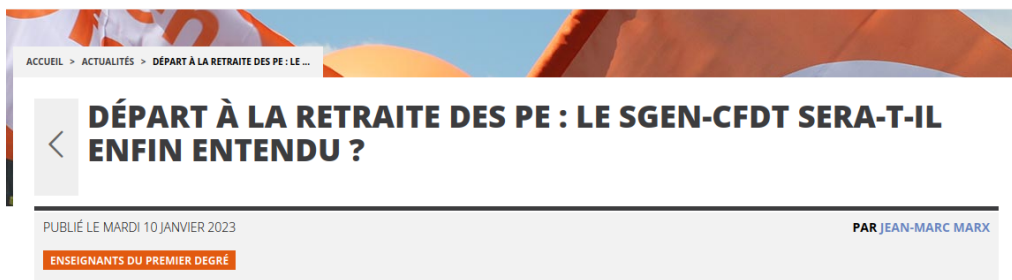 ACCUEIL > ACTUALITÉS > DÉPART À LA RETRAITE DES PE : LE ...
DÉPART À LA RETRAITE DES PE : LE SGEN-CFDT SERA-T-IL
ENFIN ENTENDU ?
PUBLIÉ LE MARDI 10 JANVIER 2023
PAR JEAN-MARC MARX
ENSEIGNANTS DU PREMIER DEGRÉ